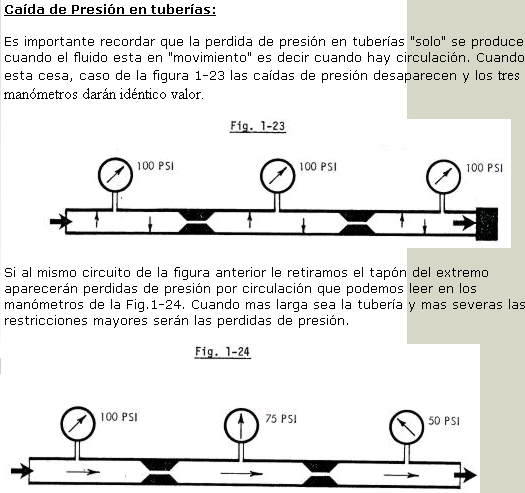 Caída de Presión en tuberías:
Es importante recordar que la perdida de presión en tuberías "solo" se produce
cuando el fluido esta en "movimiento" es decir cuando hay circulación. Cuando
esta cesa, caso de la figura 1-23 las caídas de presión desaparecen y los tres
manómetros darán idéntico valor.
Fig. 1-23
100 PSI 100 PSI 100 PSI
Si al mismo circuito de la figura anterior le retiramos el tapón del extremo
aparecerán perdidas de presión por circulación que podemos leer en los
manómetros de la Fig.1-24. Cuando mas larga sea la tubería y mas severas las
restricciones mayores serán las perdidas de presión.
Fig. 1-24
100 PSI 75 PSI 50 PSI